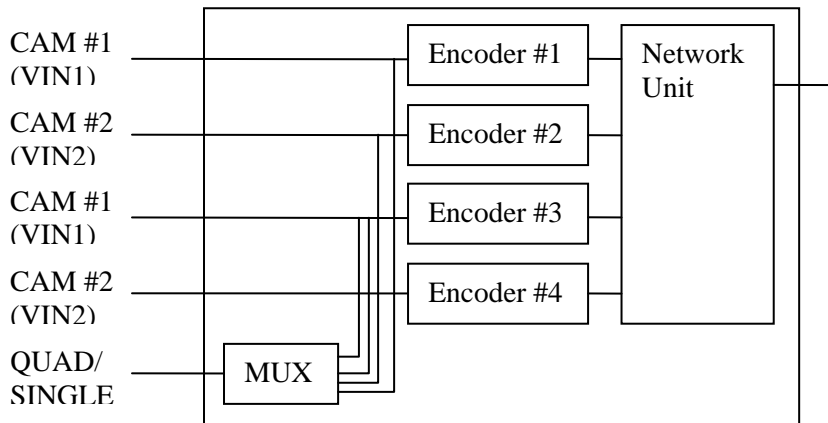 CAM #1
(VIN1)
Encoder #1
Network
Unit
CAM #2
(VIN2)
Encoder #2
CAM #1
(VIN1)
Encoder #3
CAM #2
(VIN2)
Encoder #4
QUAD/
SINGLE
MUX